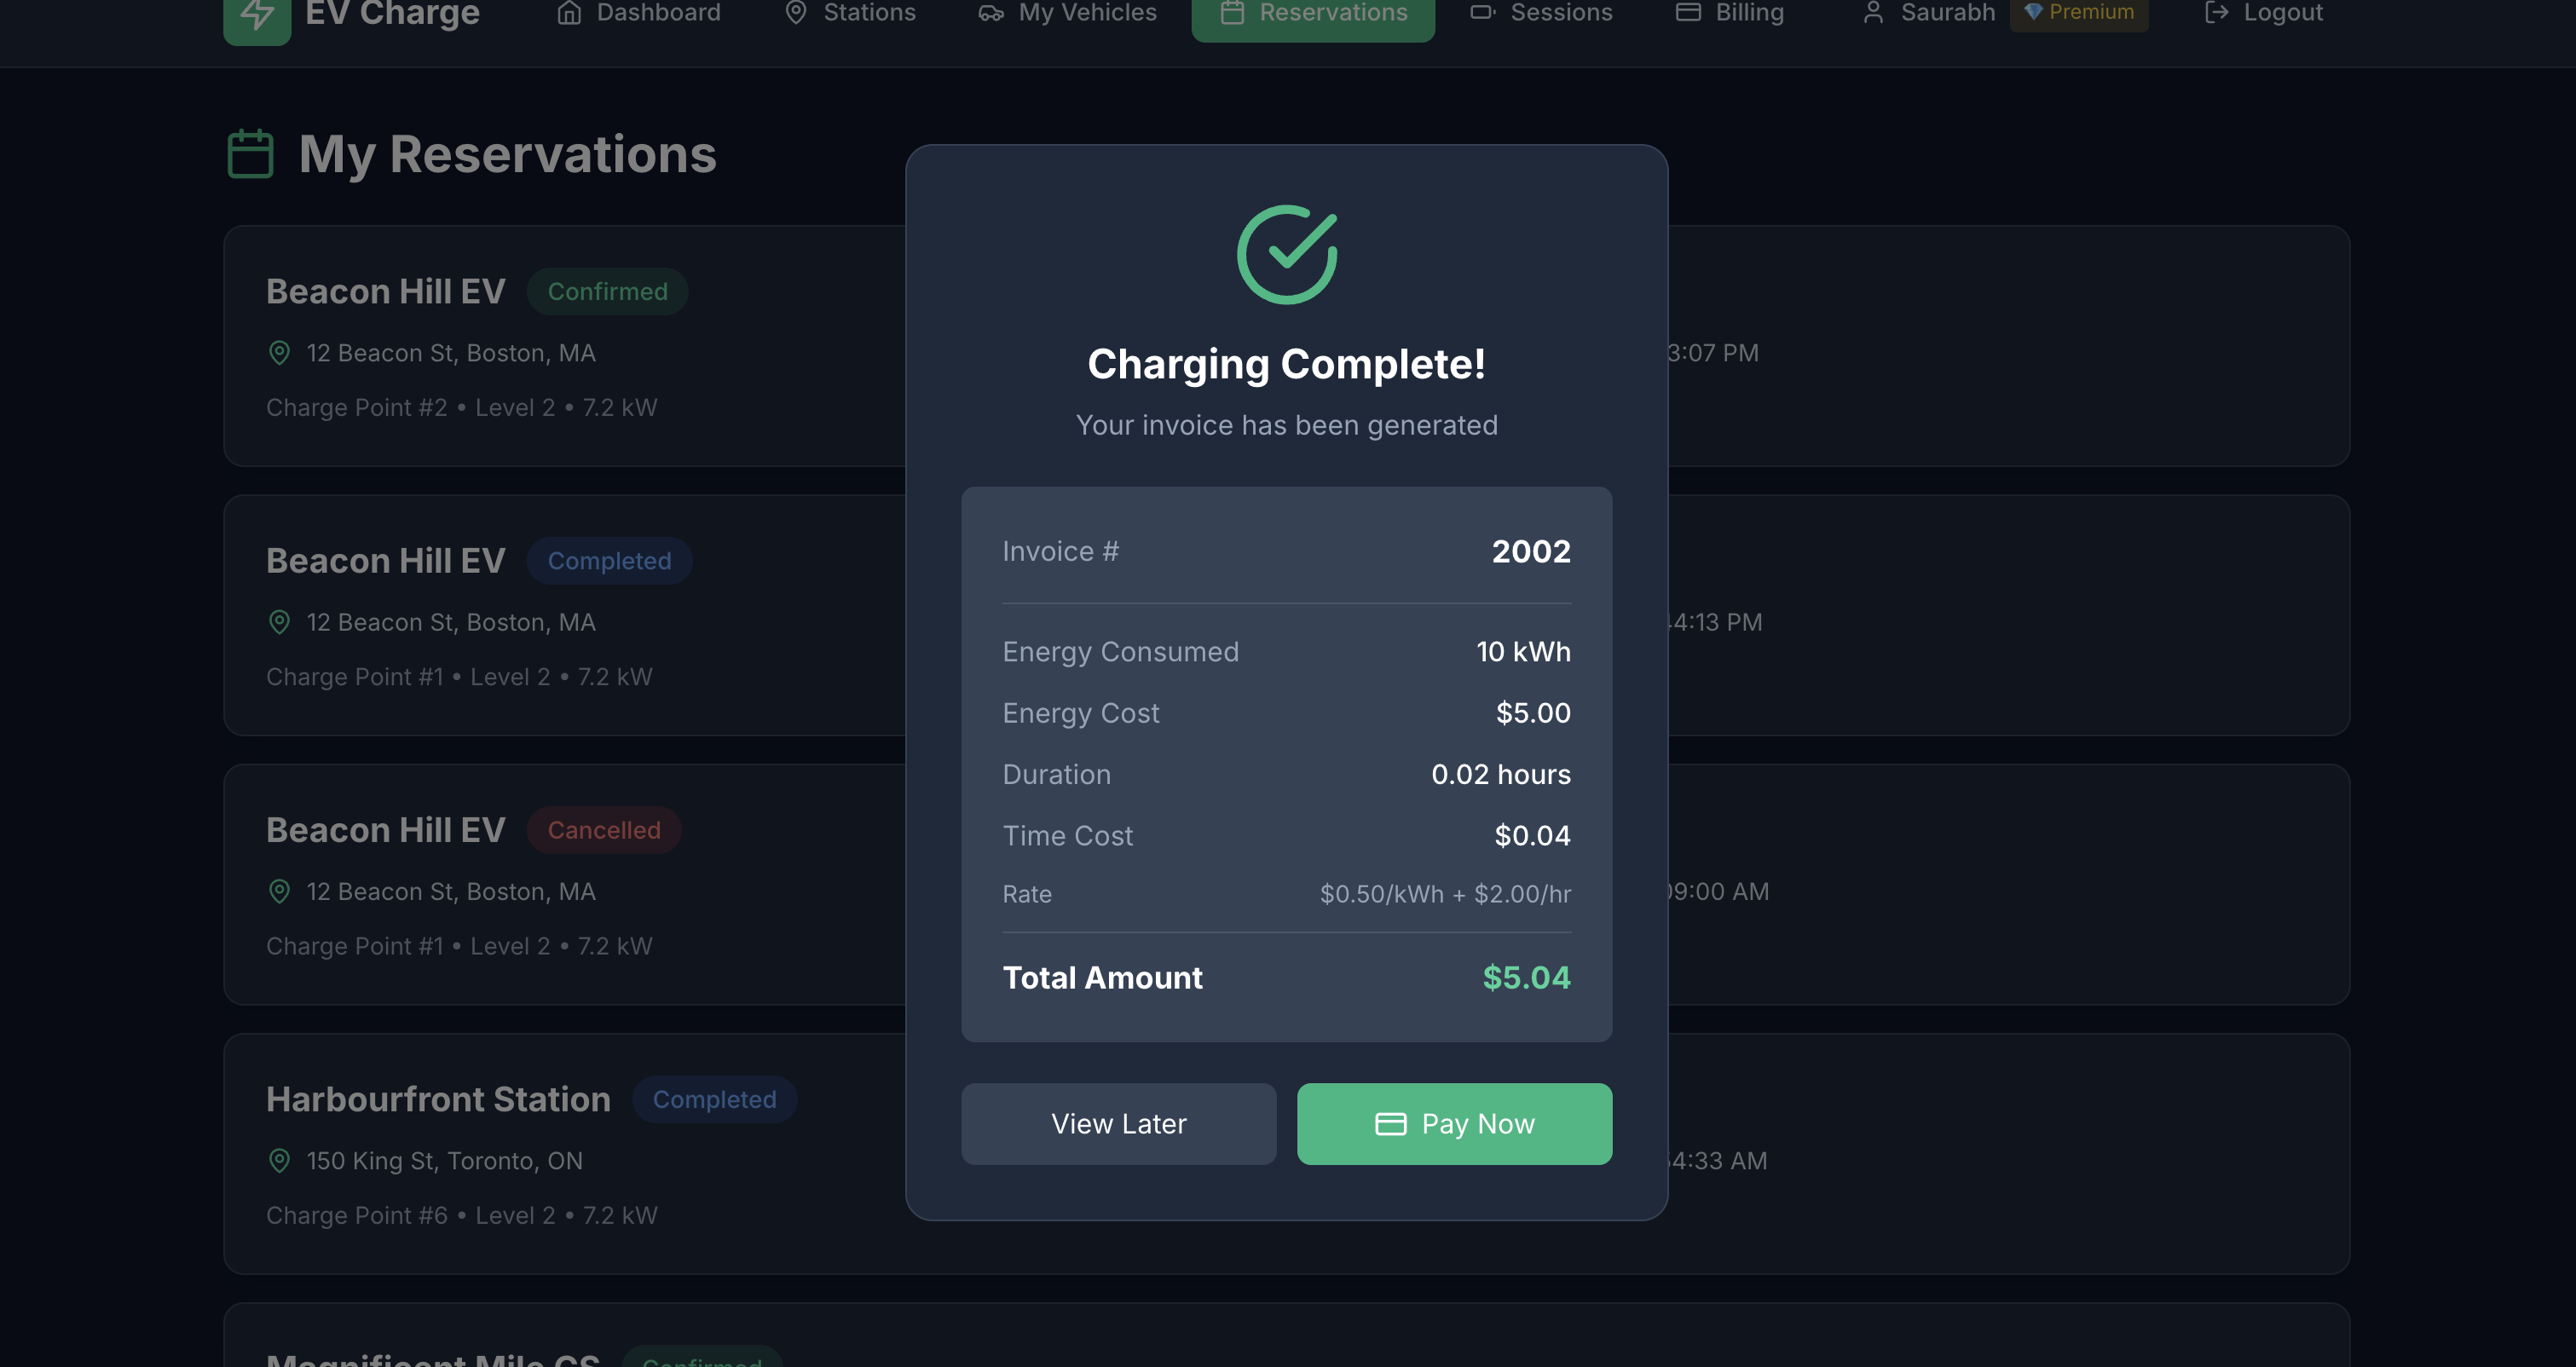 EV Charge Dashboard Stations My Vehicles Reservations Sessions Billing Saurabh Premium Logout
My Reservations
Beacon Hill EV Confirmed
12 Beacon St, Boston, MA
Charge Point #2 • Level 2 • 7.2 kW
3:07 PM
Beacon Hill EV Completed
12 Beacon St, Boston, MA
Charge Point #1 • Level 2 • 7.2 kW
4:13 PM
Beacon Hill EV Cancelled
12 Beacon St, Boston, MA
Charge Point #1 • Level 2 • 7.2 kW
9:00 AM
Harbourfront Station Completed
150 King St, Toronto, ON
Charge Point #6 • Level 2 • 7.2 kW
4:33 AM
Magnificent Mile CS Confirmed
Charging Complete!
Your invoice has been generated
Invoice # 2002
Energy Consumed 10 kWh
Energy Cost $5.00
Duration 0.02 hours
Time Cost $0.04
Rate $0.50/kWh + $2.00/hr
Total Amount $5.04
View Later Pay Now